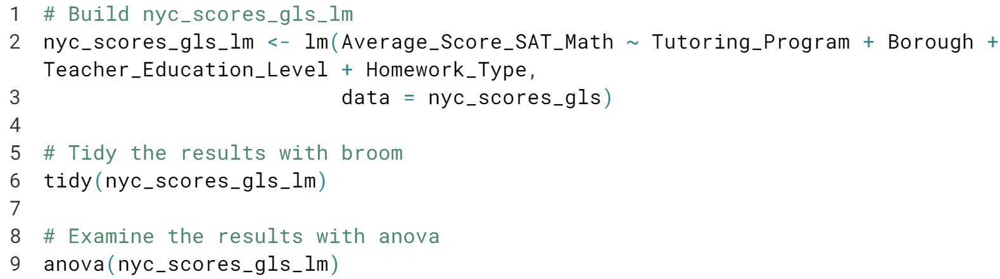 1 # Build nyc_scores_gls_lm
2 nyc_scores_gls_lm <- lm(Average_Score_SAT_Math ~ Tutoring_Program + Borough +
Teacher_Education_Level + Homework_Type,
3                         data = nyc_scores_gls)
4
5 # Tidy the results with broom
6 tidy(nyc_scores_gls_lm)
7
8 # Examine the results with anova
9 anova(nyc_scores_gls_lm)